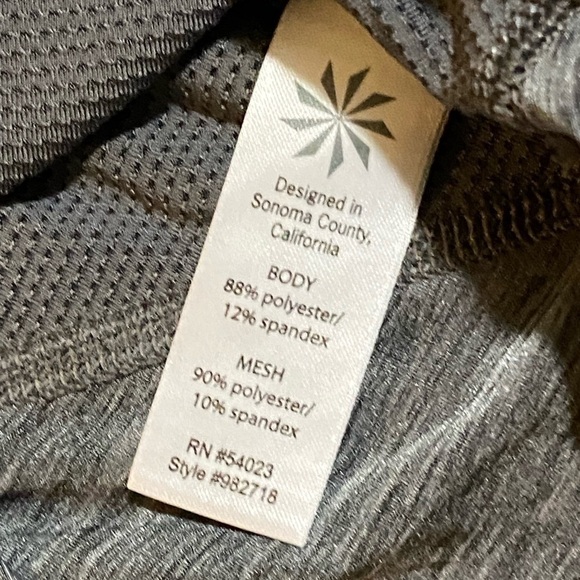 Designed in
Sonoma County,
California
BODY
88% polyester/
12% spandex
MESH
90% polyester/
10% spandex
RN #54023
Style #982718